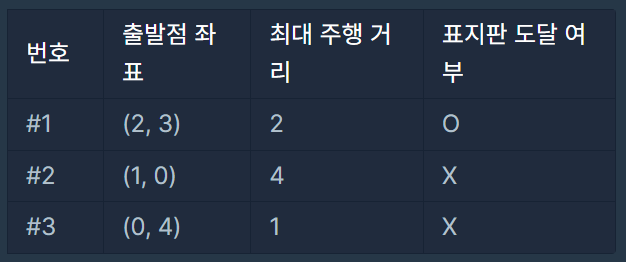 번호 출발점 좌표 최대 주행 거리 표지판 도달 여부
#1 (2, 3) 2 O
#2 (1, 0) 4 X
#3 (0, 4) 1 X